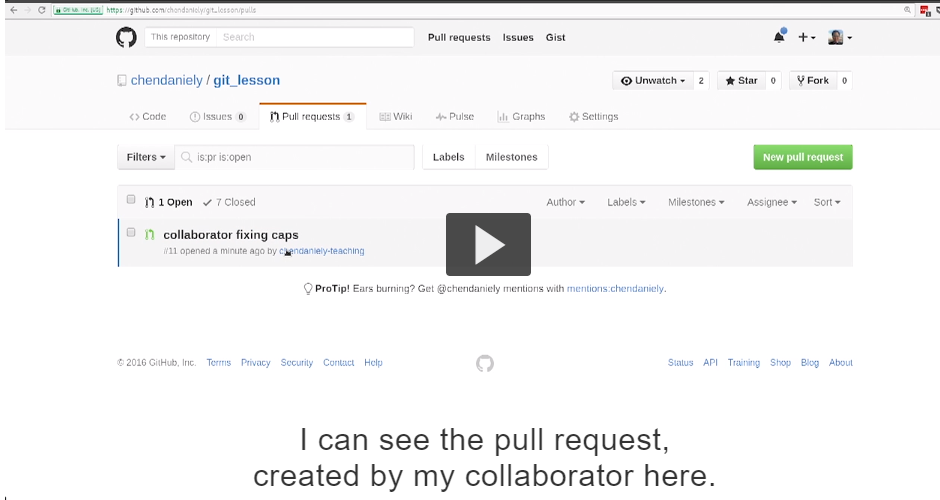 GitHub, Inc. [US] https://github.com/chendaniely/git_lesson/pulls
This repository Search Pull requests Issues Gist
chendaniely / git_lesson Unwatch 2 Star 0 Fork 0
Code Issues 0 Pull requests 1 Wiki Pulse Graphs Settings
Filters is:pr is:open Labels Milestones New pull request
1 Open 7 Closed Author Labels Milestones Assignee Sort
collaborator fixing caps
#11 opened a minute ago by chendaniely-teaching
ProTip! Ears burning? Get @chendaniely mentions with mentions:chendaniely.
© 2016 GitHub, Inc. Terms Privacy Security Contact Help Status API Training Shop Blog About
I can see the pull request,
created by my collaborator here.